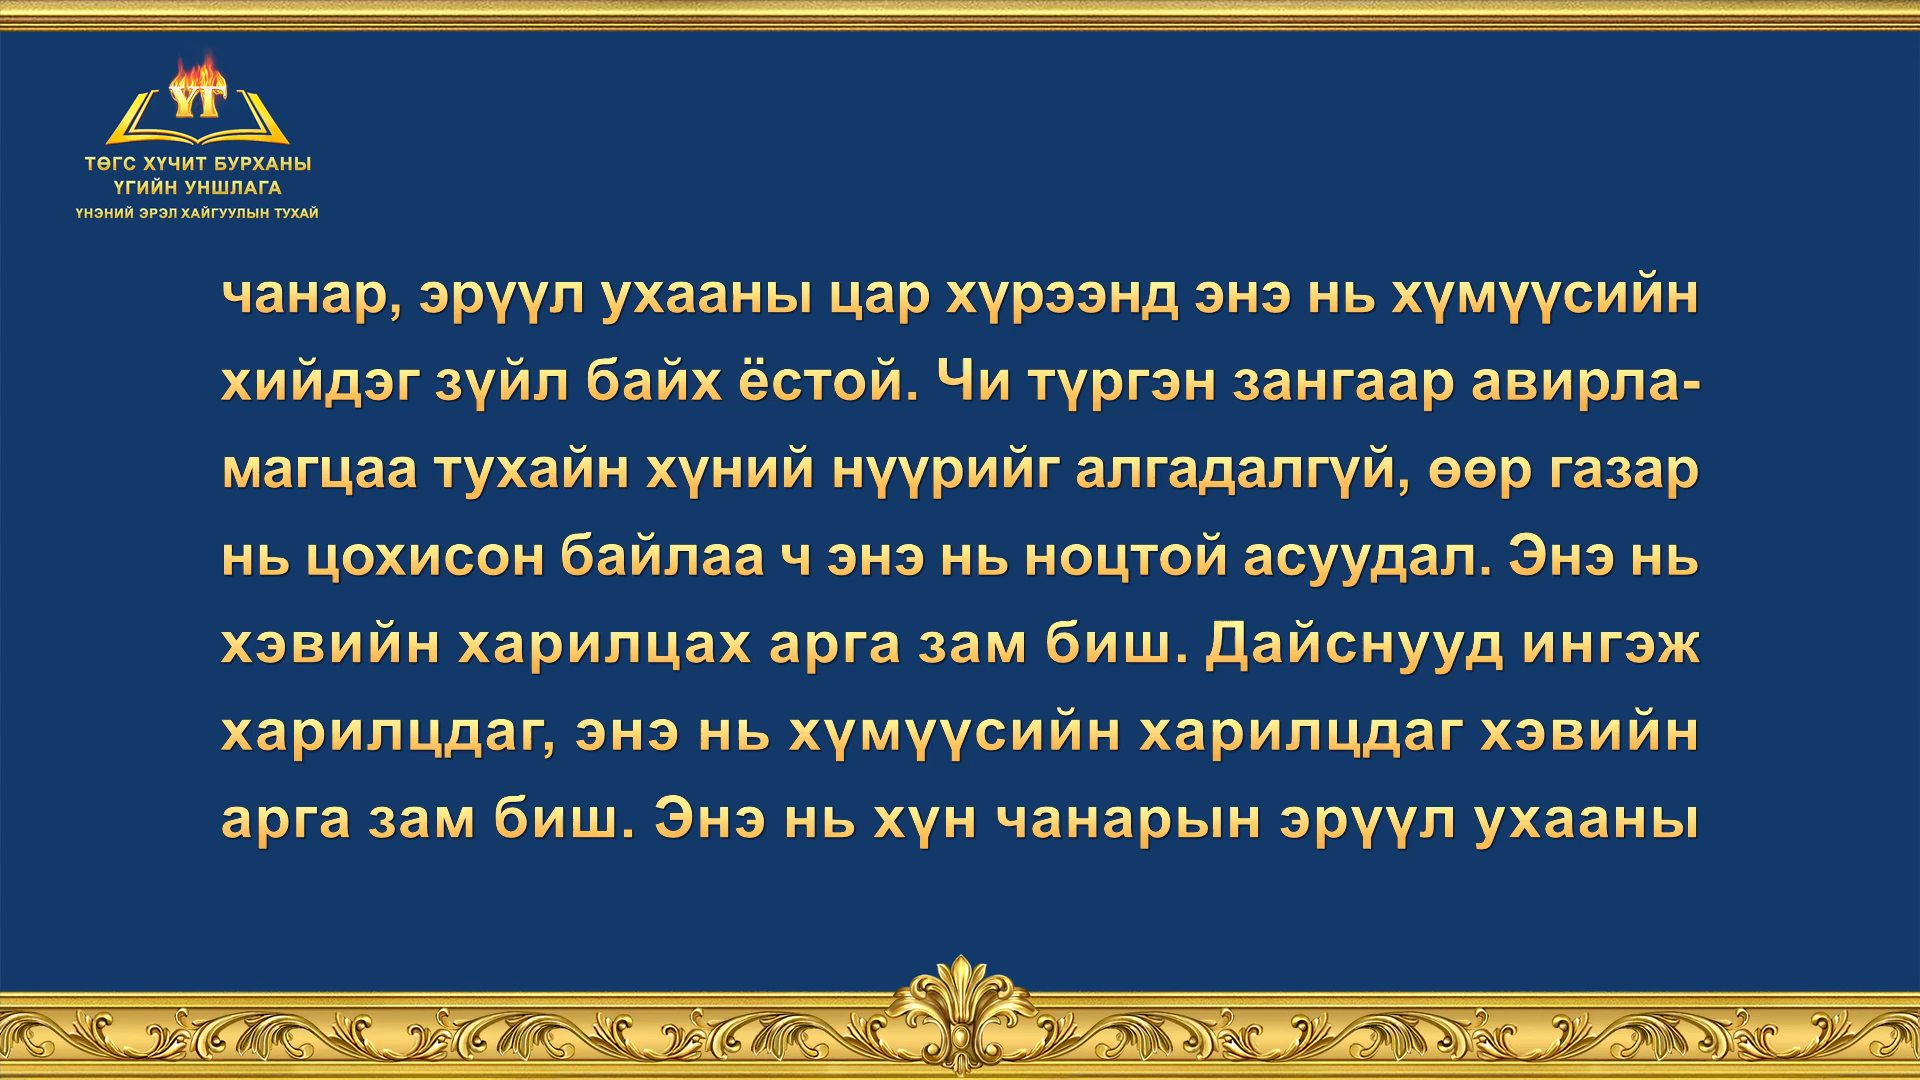 ҮГ
ТӨГС ХҮЧИТ БУРХАНЫ
ҮГИЙН УНШЛАГА
ҮНЭНИЙ ЭРЭЛ ХАЙГУУЛЫН ТУХАЙ
чанар, эрүүл ухааны цар хүрээнд энэ нь хүмүүсийн
хийдэг зүйл байх ёстой. Чи түргэн зангаар авирла-
магцаа тухайн хүний нүүрийг алгадалгүй, өөр газар
нь цохисон байлаа ч энэ нь ноцтой асуудал. Энэ нь
хэвийн харилцах арга зам биш. Дайснууд ингэж
харилцдаг, энэ нь хүмүүсийн харилцдаг хэвийн
арга зам биш. Энэ нь хүн чанарын эрүүл ухааны